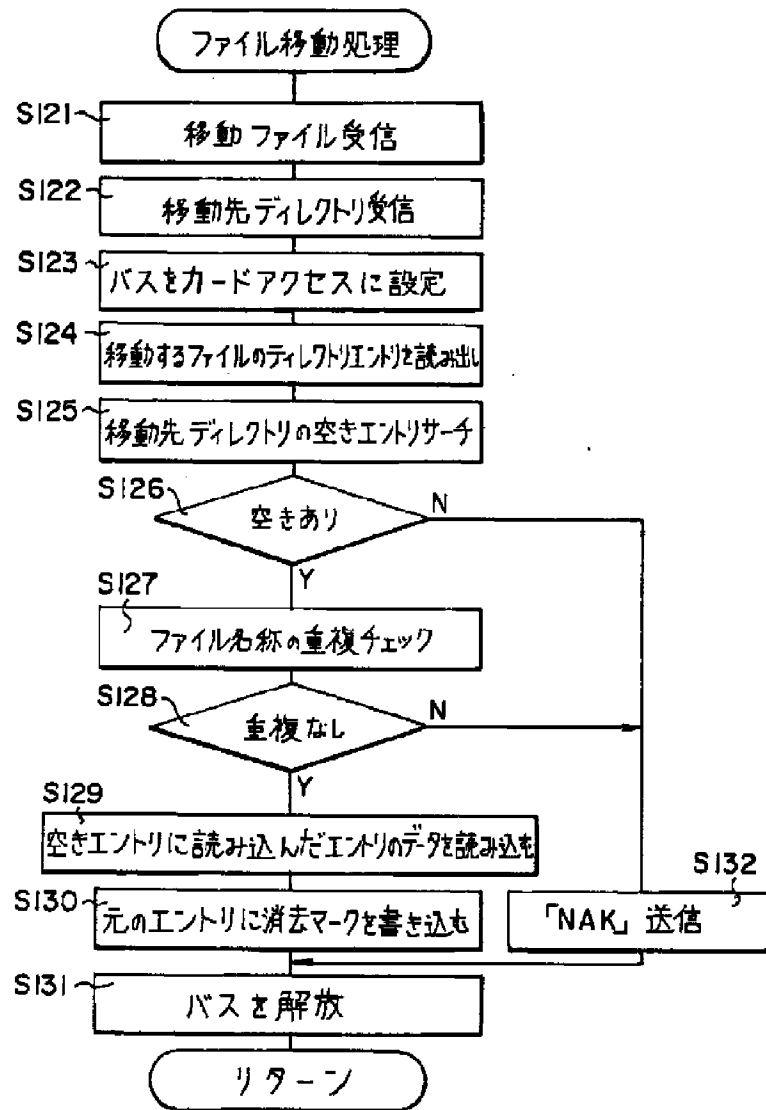 ファイル移動処理
S121
移動ファイル受信
S122
移動先ディレクトリ受信
S123
バスをカードアクセスに設定
S124
移動するファイルのディレクトリエントリを読み出し
S125
移動先ディレクトリの空きエントリサーチ
S126
空きあり
N
Y
S127
ファイル名称の重複チェック
S128
重複なし
N
Y
S129
空きエントリに読み込んだエントリのデータを読み込む
S132
「NAK」送信
S130
元のエントリに消去マークを書き込む
S131
バスを解放
リターン